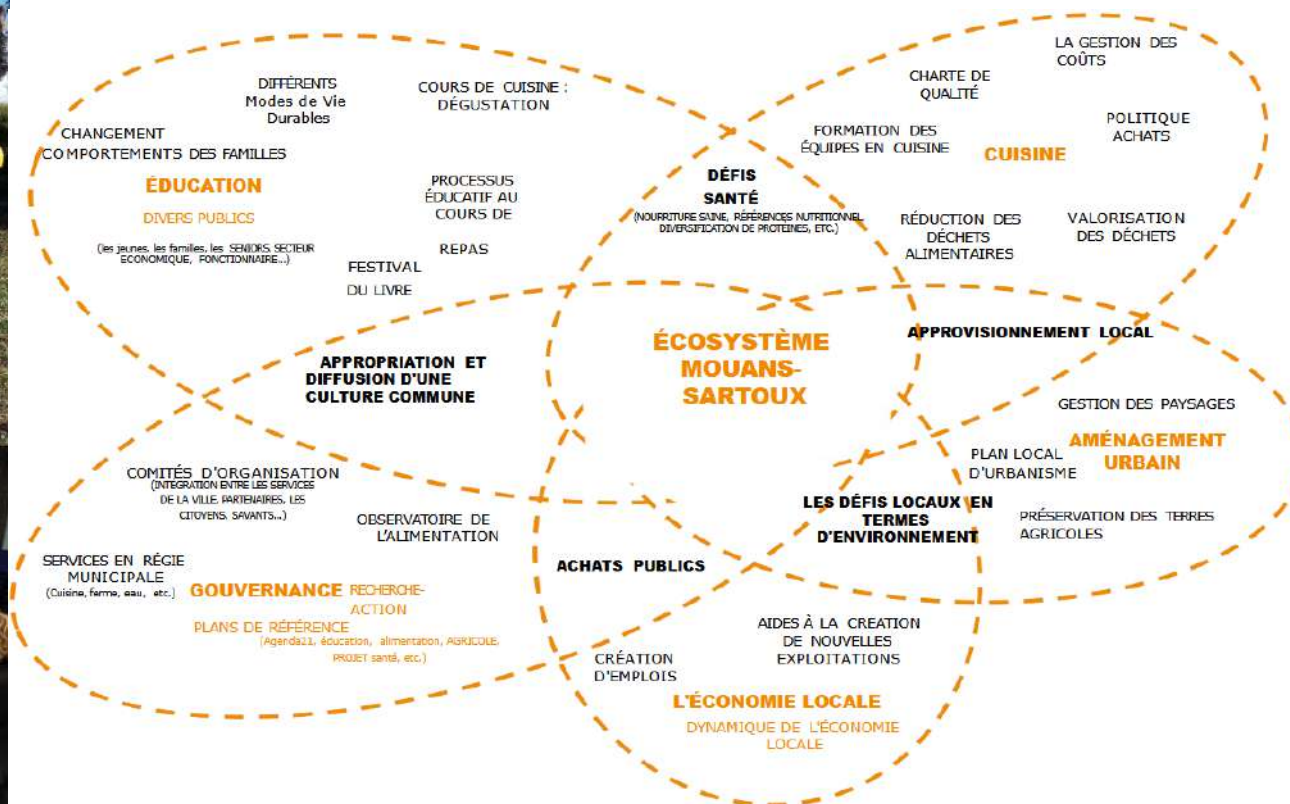 DIFFÉRENTS
Modes de Vie
Durables
COURS DE CUISINE :
DÉGUSTATION
CHANGEMENT
COMPORTEMENTS DES FAMILLES
ÉDUCATION
DIVERS PUBLICS
(les jeunes, les familles, les SENIORS, SECTEUR
ECONOMIQUE, FONCTIONNAIRE...)
PROCESSUS
ÉDUCATIF AU
COURS DE
REPAS
FESTIVAL
DU LIVRE
DÉFIS
SANTÉ
(NOURRITURE SAINE, RÉFÉRENCES NUTRITIONNEL
DIVERSIFICATION DE PROTÉINES, ETC.)
LA GESTION DES
COÛTS
CHARTE DE
QUALITÉ
POLITIQUE
ACHATS
FORMATION DES
ÉQUIPES EN CUISINE
CUISINE
RÉDUCTION DES
DÉCHETS
ALIMENTAIRES
VALORISATION
DES DÉCHETS
APPROPRIATION ET
DIFFUSION D'UNE
CULTURE COMMUNE
ÉCOSYSTÈME
MOUANS-
SARTOUX
APPROVISIONNEMENT LOCAL
GESTION DES PAYSAGES
AMÉNAGEMENT
URBAIN
PLAN LOCAL
D'URBANISME
PRÉSERVATION DES TERRES
AGRICOLES
LES DÉFIS LOCAUX EN
TERMES
D'ENVIRONNEMENT
COMITÉS D'ORGANISATION
(INTÉGRATION ENTRE LES SERVICES
DE LA VILLE, PARTENAIRES, LES
CITOYENS, SAVANTS...)
OBSERVATOIRE DE
L'ALIMENTATION
SERVICES EN RÉGIE
MUNICIPALE
(Cuisine, ferme, eau, etc.)
GOUVERNANCE
RECHERCHE-
ACTION
PLANS DE RÉFÉRENCE
(Agenda21, éducation, alimentation, AGRICOLE,
PROJET santé, etc.)
ACHATS PUBLICS
AIDES À LA CREATION
DE NOUVELLES
EXPLOITATIONS
CRÉATION
D'EMPLOIS
L'ÉCONOMIE LOCALE
DYNAMIQUE DE L'ÉCONOMIE
LOCALE